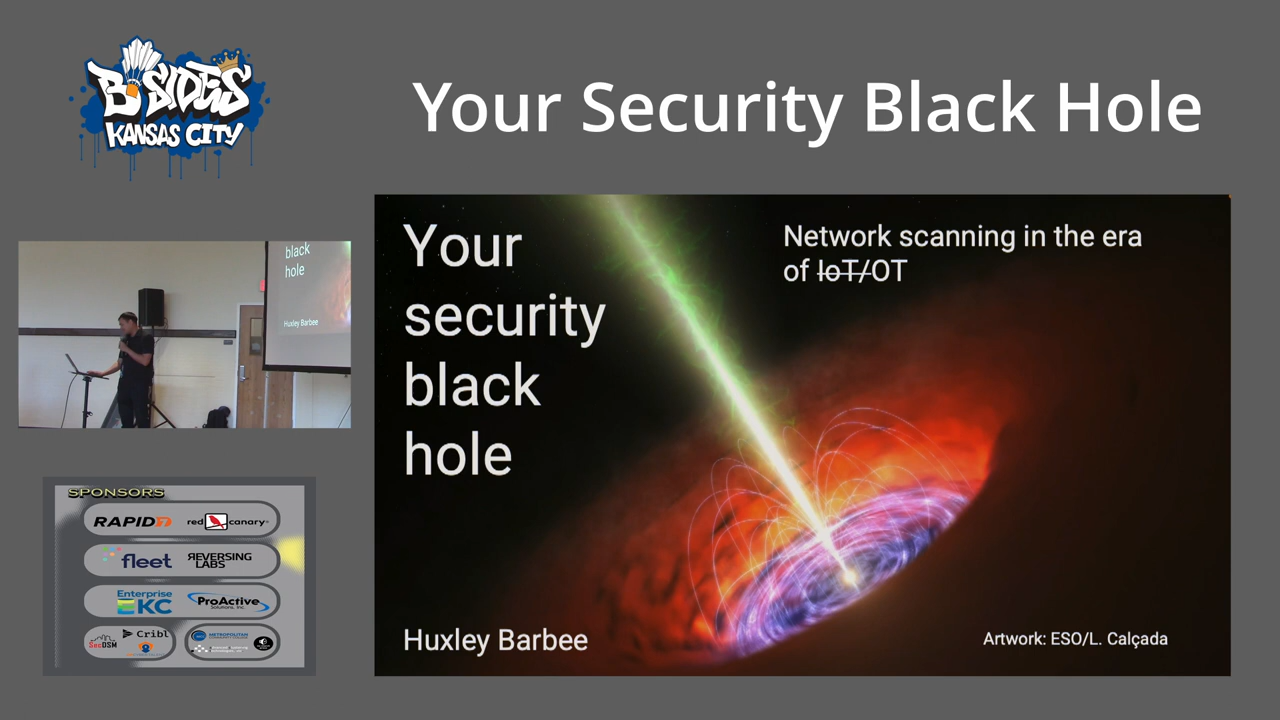 B·SIDES
KANSAS CITY
Your Security Black Hole
Your
security
black
hole
Network scanning in the era
of IoT/OT
Huxley Barbee
Artwork: ESO/L. Calçada
black
hole
Huxley Barbee
SPONSORS
RAPID7
red canary
fleet
REVERSING
LABS
Enterprise
KC
ProActive
Solutions, Inc.
SecDSM
Cribl
METROPOLITAN